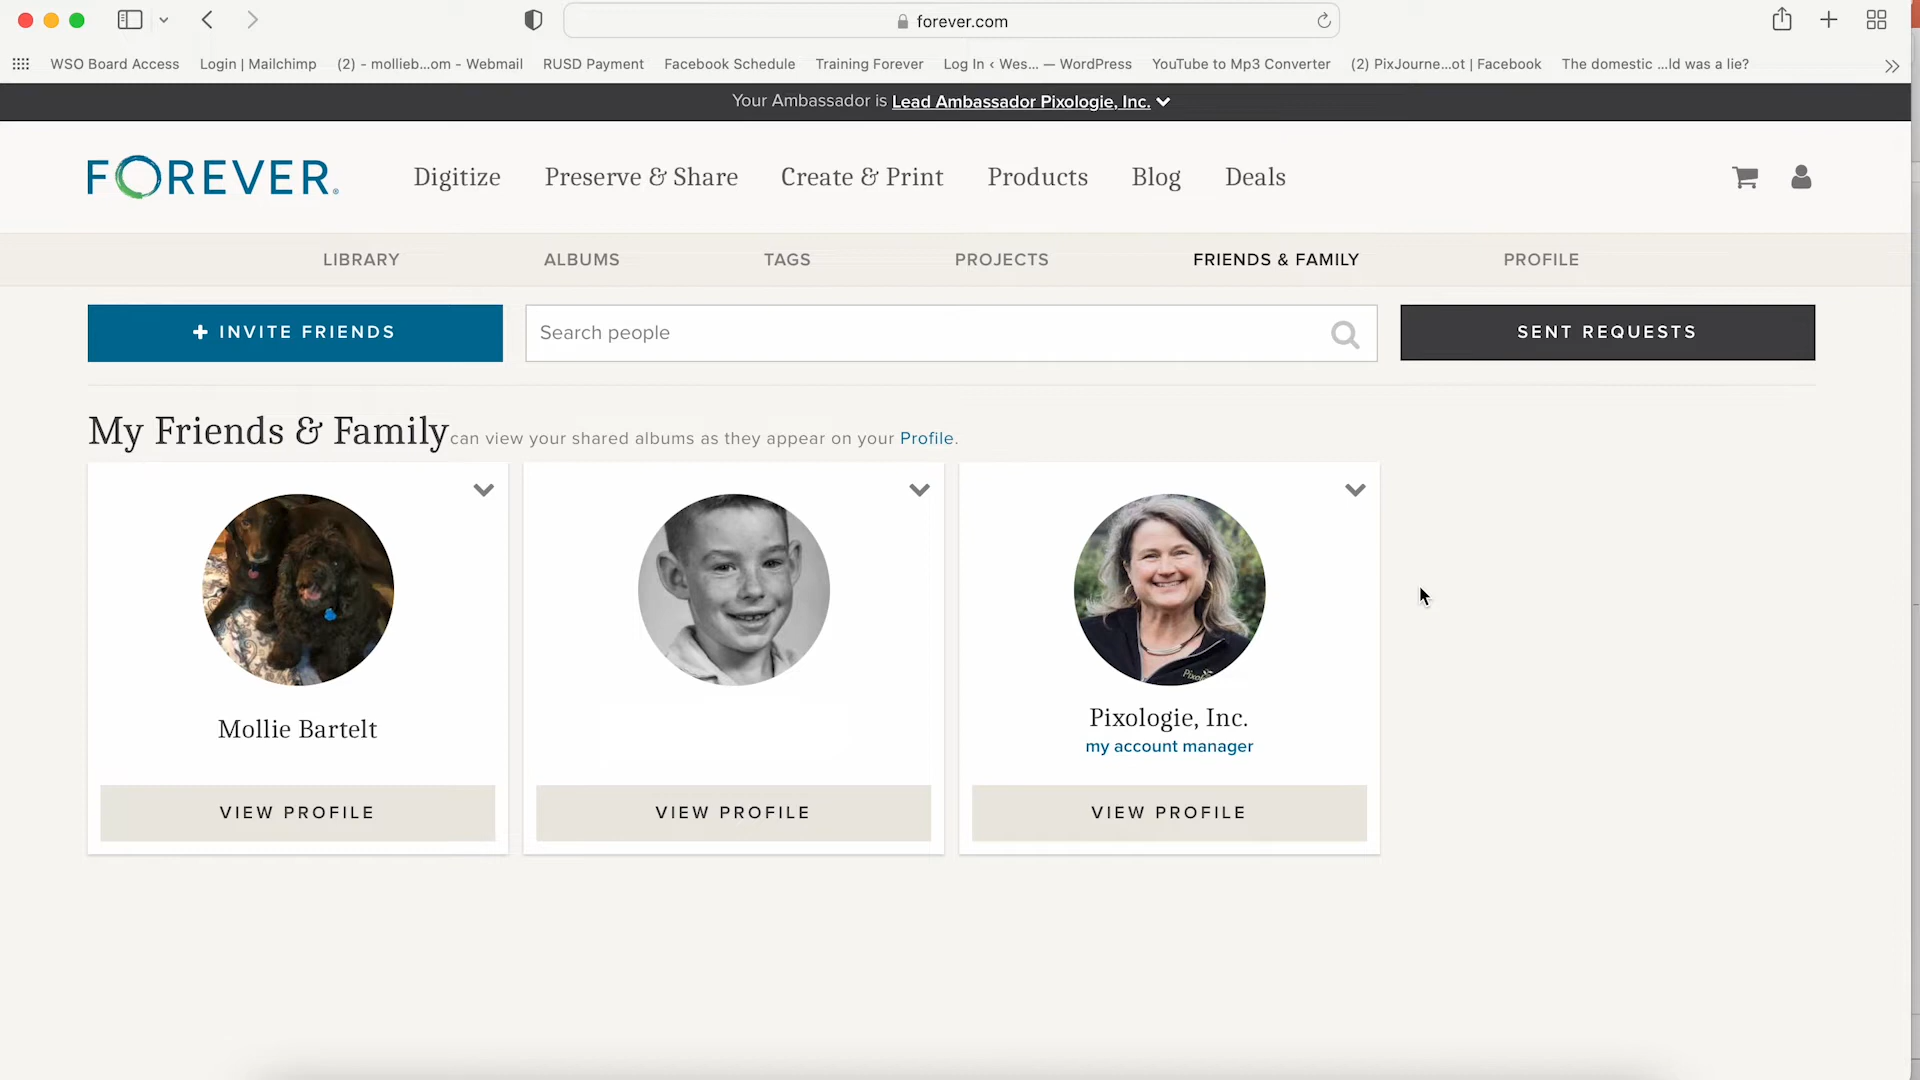 forever.com
WSO Board Access Login | Mailchimp (2) - mollieb...om - Webmail RUSD Payment Facebook Schedule Training Forever Log In ‹ Wes... — WordPress YouTube to Mp3 Converter (2) PixJourne...ot | Facebook The domestic ...ld was a lie?
Your Ambassador is Lead Ambassador Pixologie, Inc.
FOREVER® Digitize Preserve & Share Create & Print Products Blog Deals
LIBRARY ALBUMS TAGS PROJECTS FRIENDS & FAMILY PROFILE
+ INVITE FRIENDS Search people SENT REQUESTS
My Friends & Family can view your shared albums as they appear on your Profile.
Mollie Bartelt
Pixologie, Inc.
my account manager
VIEW PROFILE VIEW PROFILE VIEW PROFILE